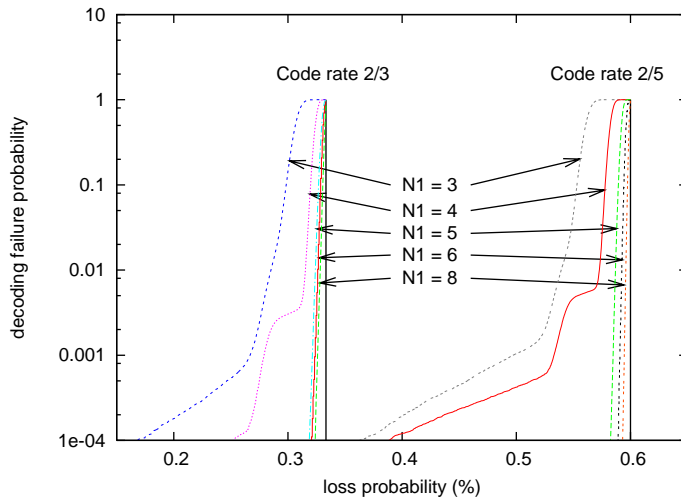 10
Code rate 2/3
Code rate 2/5
1
0.1
N1 = 3
N1 = 4
N1 = 5
0.01
N1 = 6
N1 = 8
0.001
1e-04
decoding failure probability
0.2
0.3
0.4
0.5
0.6
loss probability (%)